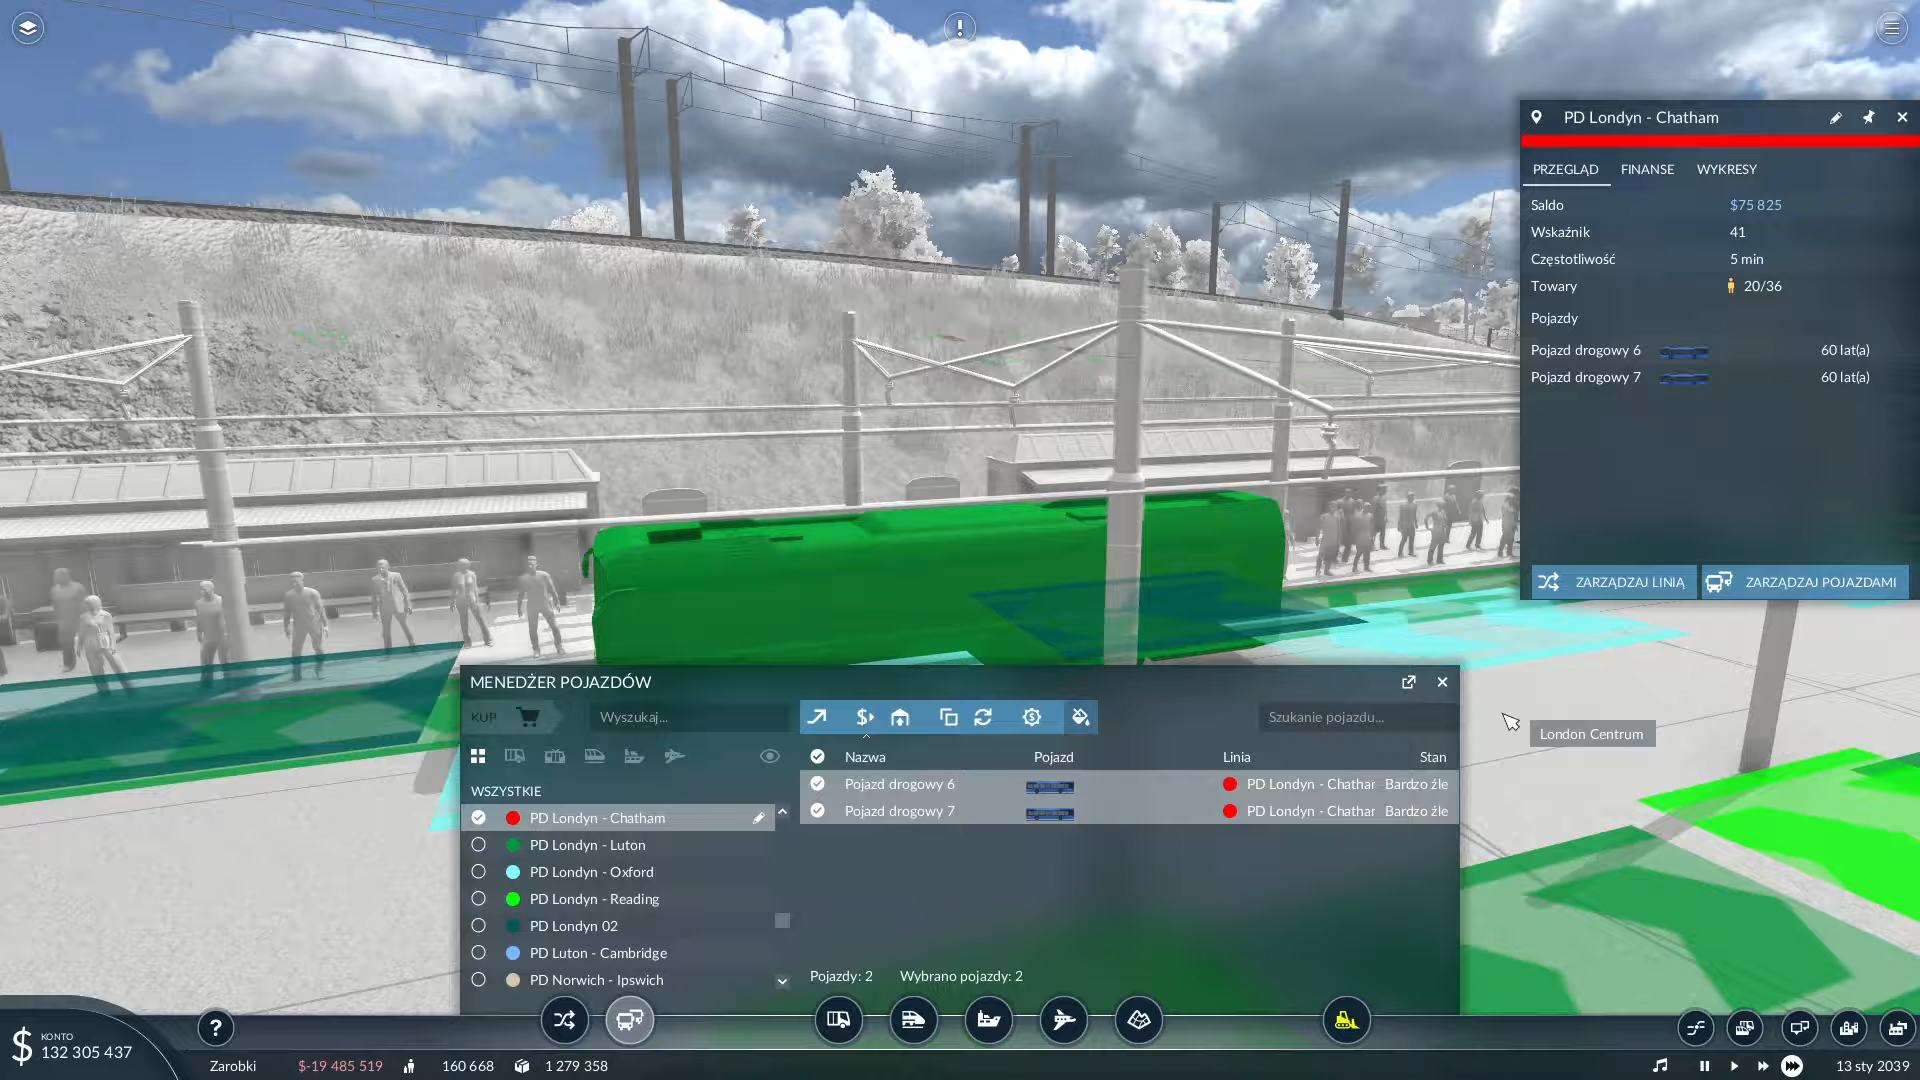 PD Londyn - Chatham
PRZEGLĄD FINANSE WYKRESY
Saldo $75 825
Wskaźnik 41
Częstotliwość 5 min
Towary 20/36
Pojazdy
Pojazd drogowy 6 60 lat(a)
Pojazd drogowy 7 60 lat(a)
ZARZĄDZAJ LINIĄ ZARZĄDZAJ POJAZDAMI
MENEDŻER POJAZDÓW
KUP Wyszukaj... Szukanie pojazdu...
London Centrum
Nazwa Pojazd Linia Stan
Pojazd drogowy 6 PD Londyn - Chathar Bardzo źle
Pojazd drogowy 7 PD Londyn - Chathar Bardzo źle
WSZYSTKIE
PD Londyn - Chatham
PD Londyn - Luton
PD Londyn - Oxford
PD Londyn - Reading
PD Londyn 02
PD Luton - Cambridge
PD Norwich - Ipswich
Pojazdy: 2 Wybrano pojazdy: 2
KONTO
132 305 437
Zarobki $-19 485 519 160 668 1 279 358
13 sty 2039